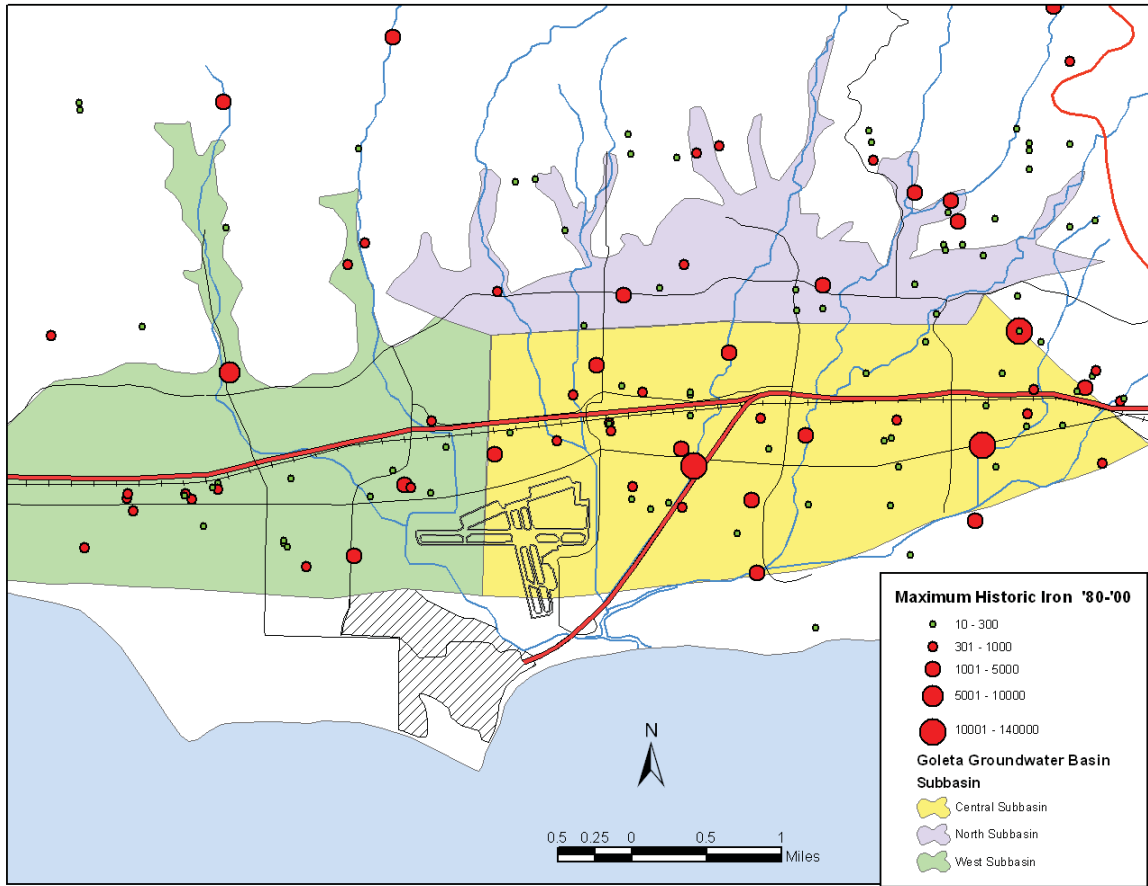 N
0.5 0.25 0 0.5 1
Miles
Maximum Historic Iron '80-'00
10 - 300
301 - 1000
1001 - 5000
5001 - 10000
10001 - 140000
Goleta Groundwater Basin
Subbasin
Central Subbasin
North Subbasin
West Subbasin